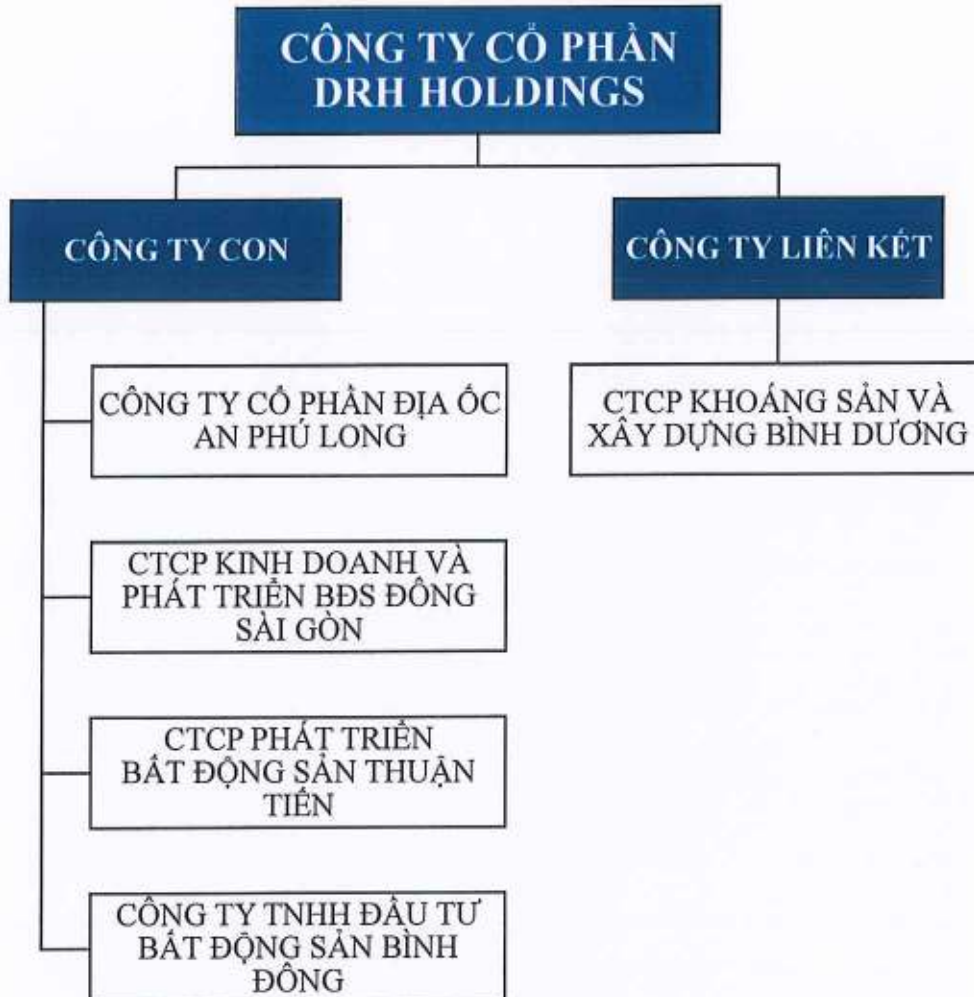 CÔNG TY CỔ PHẦN
DRH HOLDINGS
CÔNG TY CON
CÔNG TY LIÊN KẾT
CÔNG TY CỔ PHẦN ĐỊA ỐC
AN PHÚ LONG
CTCP KINH DOANH VÀ
PHÁT TRIỂN BĐS ĐÔNG
SÀI GÒN
CTCP PHÁT TRIỂN
BẤT ĐỘNG SẢN THUẬN
TIẾN
CÔNG TY TNHH ĐẦU TƯ
BẤT ĐỘNG SẢN BÌNH
ĐÔNG
CTCP KHOÁNG SẢN VÀ
XÂY DỰNG BÌNH DƯƠNG